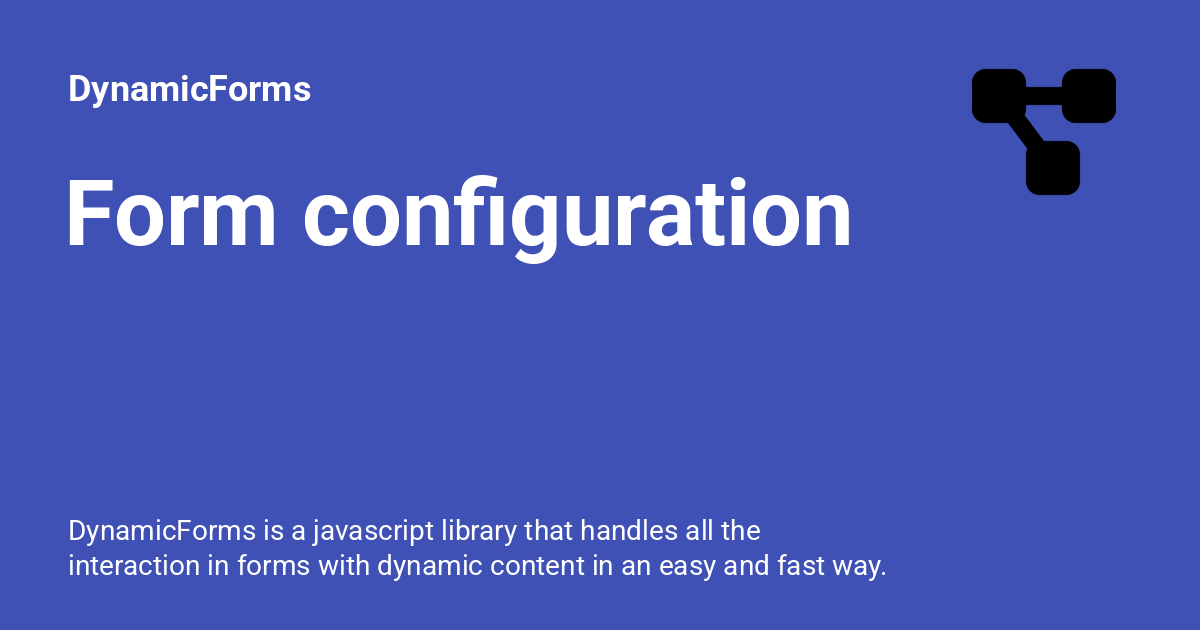 DynamicForms
Form configuration
DynamicForms is a javascript library that handles all the
interaction in forms with dynamic content in an easy and fast way.